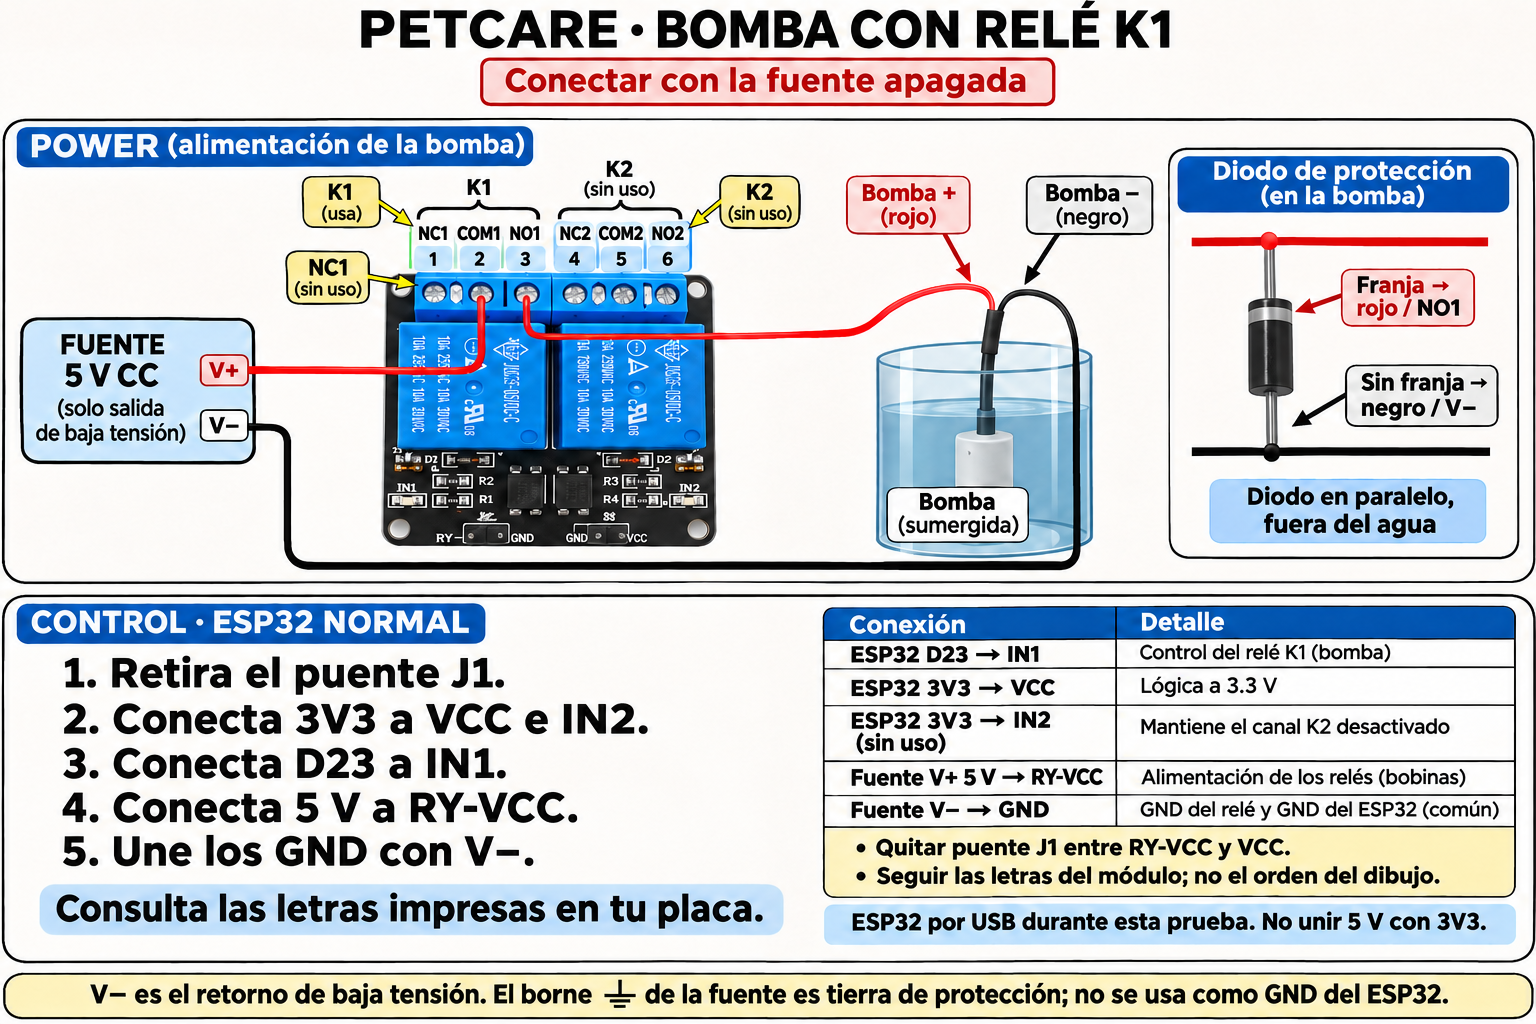 PETCARE · BOMBA CON RELÉ K1
Conectar con la fuente apagada
POWER (alimentación de la bomba)
K1
(usa)
K1
K2
(sin uso)
K2
(sin uso)
NC1 COM1 NO1 NC2 COM2 NO2
1 2 3 4 5 6
NC1
(sin uso)
FUENTE
5 V CC
(solo salida
de baja tensión)
V+
V−
Bomba +
(rojo)
Bomba −
(negro)
Bomba
(sumergida)
D2
R2
R1
IN1
R3
R4
D2
IN2
RY−
GND
GND
VCC
Diodo de protección
(en la bomba)
Franja →
rojo / NO1
Sin franja →
negro / V−
Diodo en paralelo,
fuera del agua
CONTROL · ESP32 NORMAL
1. Retira el puente J1.
2. Conecta 3V3 a VCC e IN2.
3. Conecta D23 a IN1.
4. Conecta 5 V a RY-VCC.
5. Une los GND con V−.
Consulta las letras impresas en tu placa.
Conexión Detalle
ESP32 D23 → IN1 Control del relé K1 (bomba)
ESP32 3V3 → VCC Lógica a 3.3 V
ESP32 3V3 → IN2
(sin uso) Mantiene el canal K2 desactivado
Fuente V+ 5 V → RY-VCC Alimentación de los relés (bobinas)
Fuente V− → GND GND del relé y GND del ESP32 (común)
• Quitar puente J1 entre RY-VCC y VCC.
• Seguir las letras del módulo; no el orden del dibujo.
ESP32 por USB durante esta prueba. No unir 5 V con 3V3.
V− es el retorno de baja tensión. El borne ⏚ de la fuente es tierra de protección; no se usa como GND del ESP32.